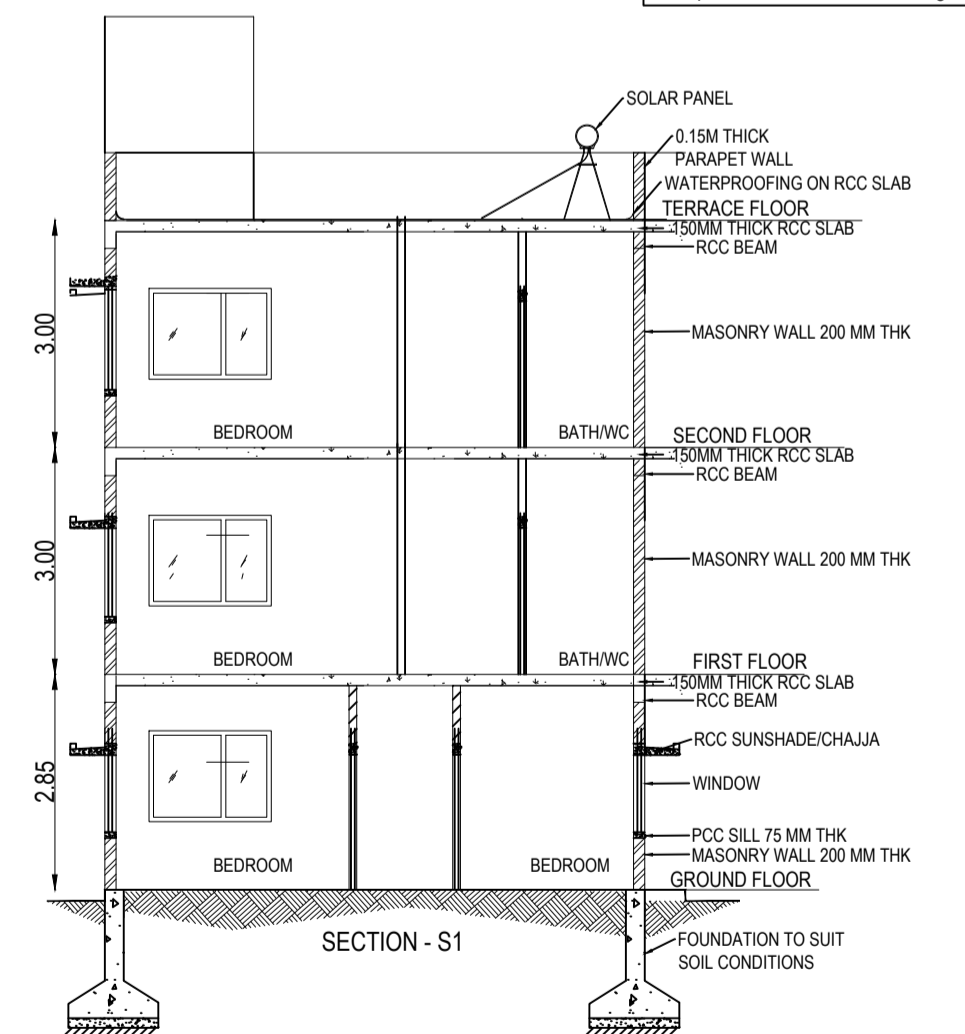 SOLAR PANEL
0.15M THICK
PARAPET WALL
WATERPROOFING ON RCC SLAB
TERRACE FLOOR
150MM THICK RCC SLAB
RCC BEAM
3.00
MASONRY WALL 200 MM THK
BEDROOM
BATH/WC
SECOND FLOOR
150MM THICK RCC SLAB
RCC BEAM
3.00
MASONRY WALL 200 MM THK
BEDROOM
BATH/WC
FIRST FLOOR
150MM THICK RCC SLAB
RCC BEAM
RCC SUNSHADE/CHAJJA
2.85
WINDOW
PCC SILL 75 MM THK
MASONRY WALL 200 MM THK
BEDROOM
BEDROOM
GROUND FLOOR
SECTION - S1
FOUNDATION TO SUIT
SOIL CONDITIONS